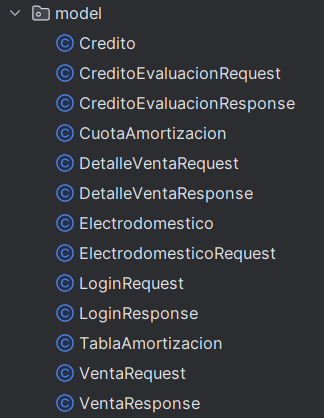 model
C Credito
C CreditoEvaluacionRequest
C CreditoEvaluacionResponse
C CuotaAmortizacion
C DetalleVentaRequest
C DetalleVentaResponse
C Electrodomestico
C ElectrodomesticoRequest
C LoginRequest
C LoginResponse
C TablaAmortizacion
C VentaRequest
C VentaResponse